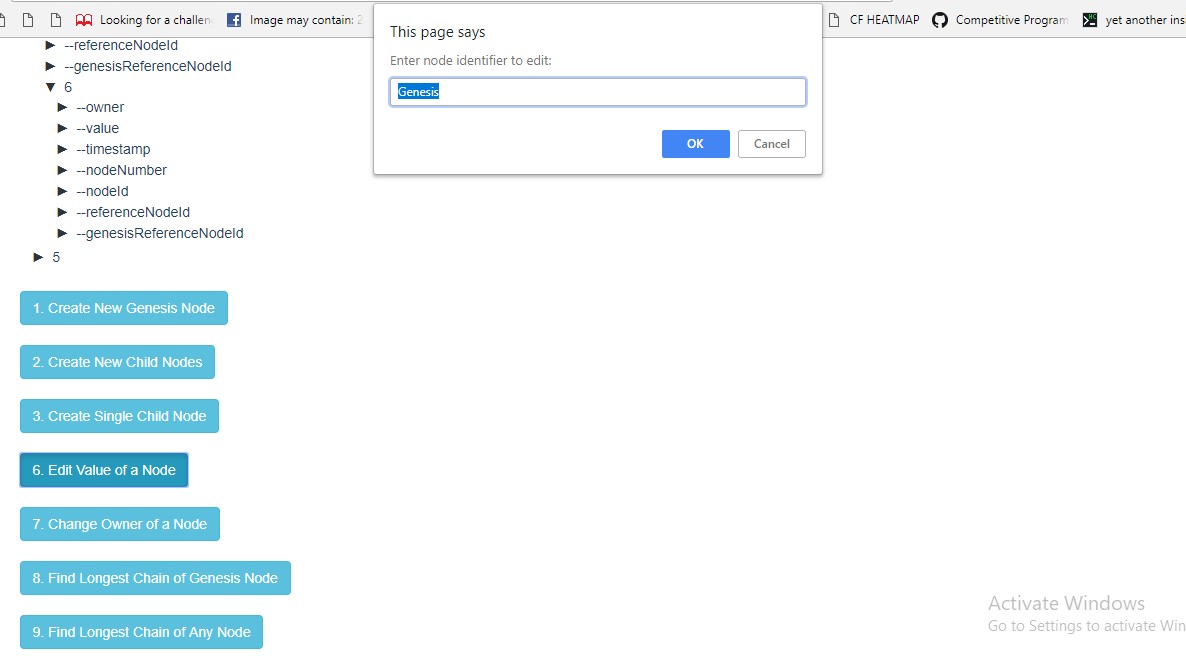 Looking for a challen
Image may contain: 2
CF HEATMAP
Competitive Program
yet another ins
This page says
Enter node identifier to edit:
Genesis
OK
Cancel
▶ --referenceNodeId
▶ --genesisReferenceNodeId
▼ 6
▶ --owner
▶ --value
▶ --timestamp
▶ --nodeNumber
▶ --nodeId
▶ --referenceNodeId
▶ --genesisReferenceNodeId
▶ 5
1. Create New Genesis Node
2. Create New Child Nodes
3. Create Single Child Node
6. Edit Value of a Node
7. Change Owner of a Node
8. Find Longest Chain of Genesis Node
9. Find Longest Chain of Any Node
Activate Windows
Go to Settings to activate Win